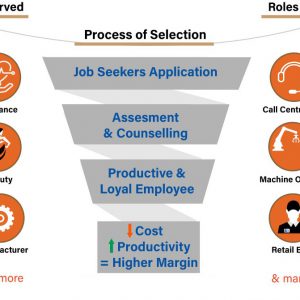 rved
Roles
Process of Selection
Job Seekers Application
Assesment
& Counselling
Productive &
Loyal Employee
Cost
Productivity
= Higher Margin
ance
uty
acturer
more
Call Centr
Machine O
Retail E
& mar